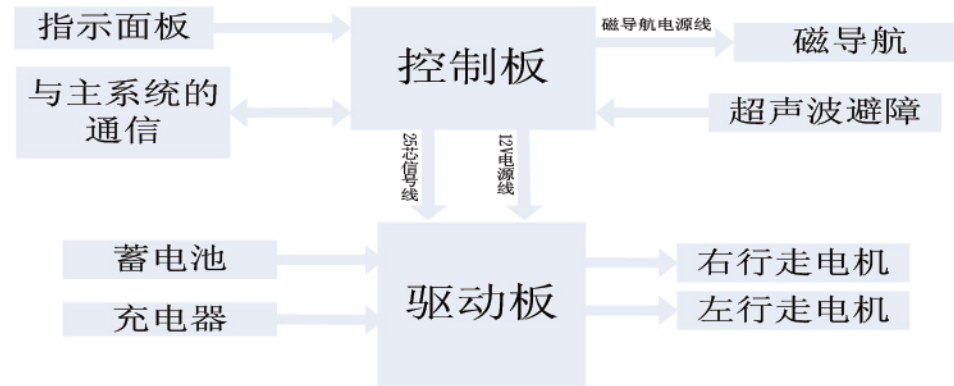 指示面板
控制板
磁导航电源线
磁导航
与主系统的
通信
超声波避障
25芯信号线
12V电源线
蓄电池
驱动板
右行走电机
充电器
左行走电机